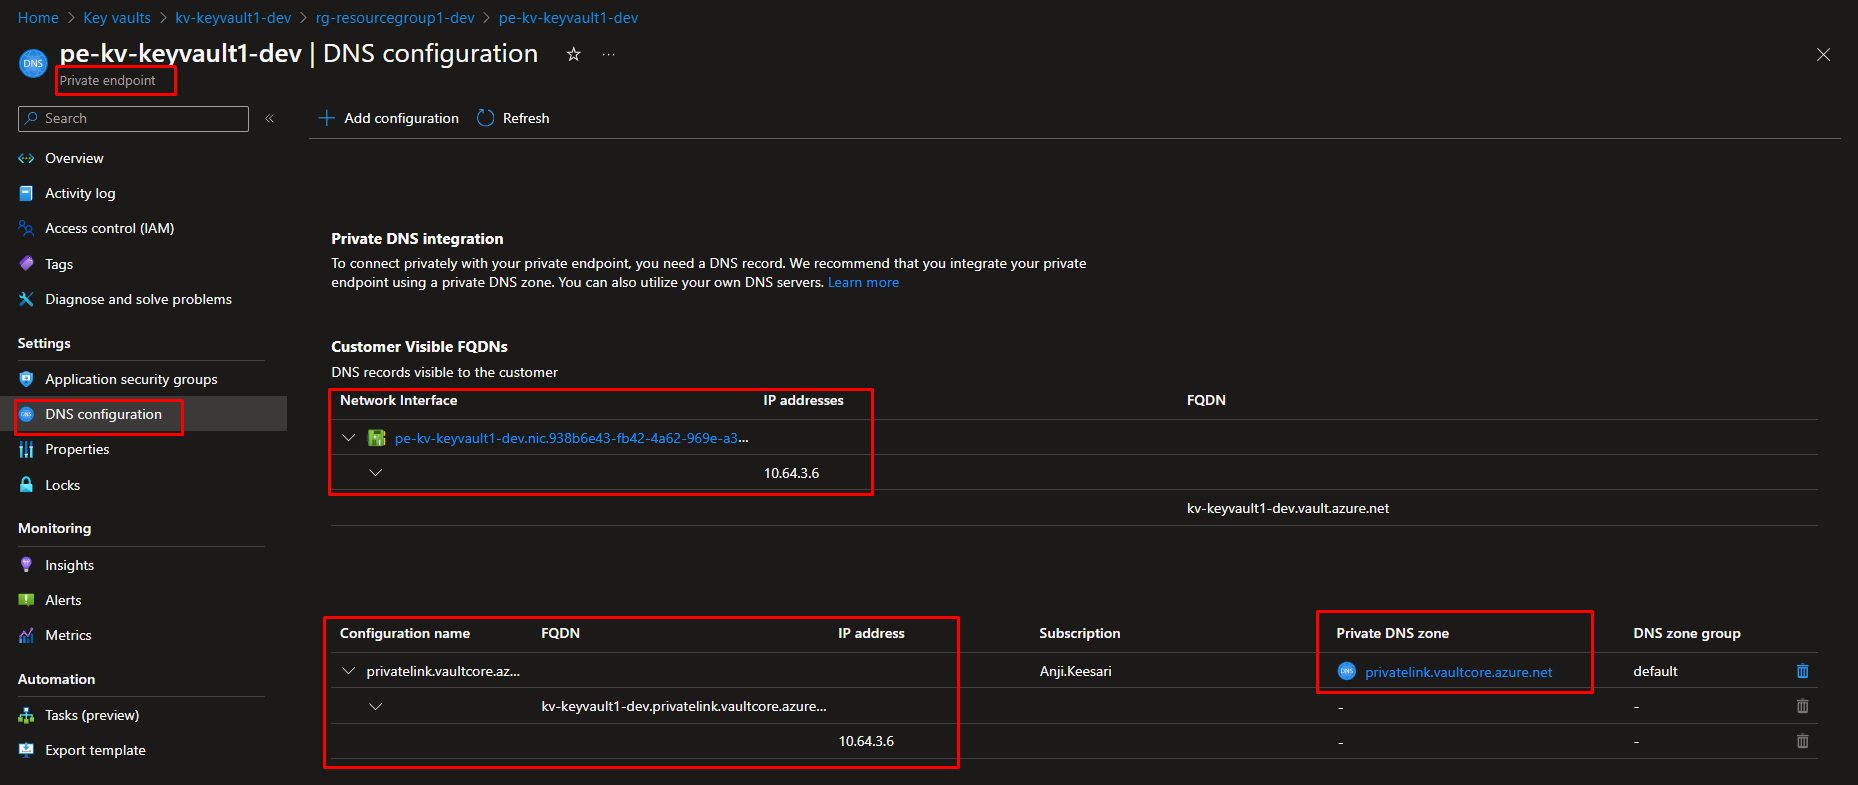 Home > Key vaults > kv-keyvault1-dev > rg-resourcegroup1-dev > pe-kv-keyvault1-dev
DNS pe-kv-keyvault1-dev | DNS configuration ☆ ...
Private endpoint
Search «
Add configuration Refresh
Overview
Activity log
Access control (IAM)
Tags
Diagnose and solve problems
Settings
Application security groups
DNS configuration
Properties
Locks
Monitoring
Insights
Alerts
Metrics
Automation
Tasks (preview)
Export template
Private DNS integration
To connect privately with your private endpoint, you need a DNS record. We recommend that you integrate your private
endpoint using a private DNS zone. You can also utilize your own DNS servers. Learn more
Customer Visible FQDNs
DNS records visible to the customer
Network Interface IP addresses FQDN
pe-kv-keyvault1-dev.nic.938b6e43-fb42-4a62-969e-a3...
10.64.3.6
kv-keyvault1-dev.vault.azure.net
Configuration name FQDN IP address Subscription Private DNS zone DNS zone group
privatelink.vaultcore.az... Anji.Keesari DNS privatelink.vaultcore.azure.net default
kv-keyvault1-dev.privatelink.vaultcore.azure... - -
10.64.3.6 - -